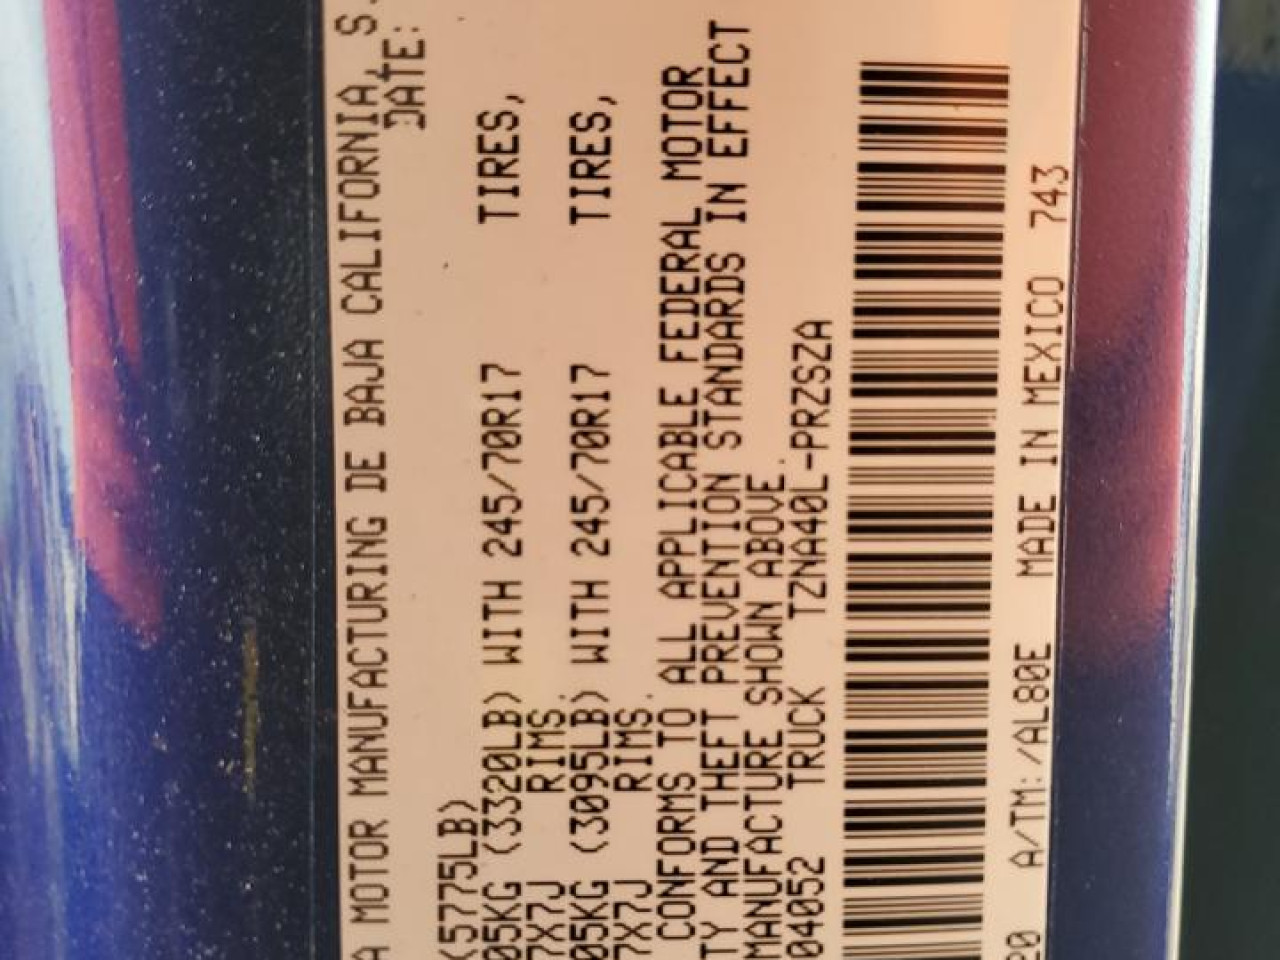 A MOTOR MANUFACTURING DE BAJA CALIFORNIA, S.
DATE:
(5775LB)
05KG (3320LB) WITH 245/70R17 TIRES,
7X7J RIMS.
05KG (3095LB) WITH 245/70R17 TIRES,
7X7J RIMS.
CONFORMS TO ALL APPLICABLE FEDERAL MOTOR
TY AND THEFT PREVENTION STANDARDS IN EFFECT
MANUFACTURE SHOWN ABOVE.
04052 TRUCK TZNA40L-PRZSZA
20 A/TM:/AL80E MADE IN MEXICO 743